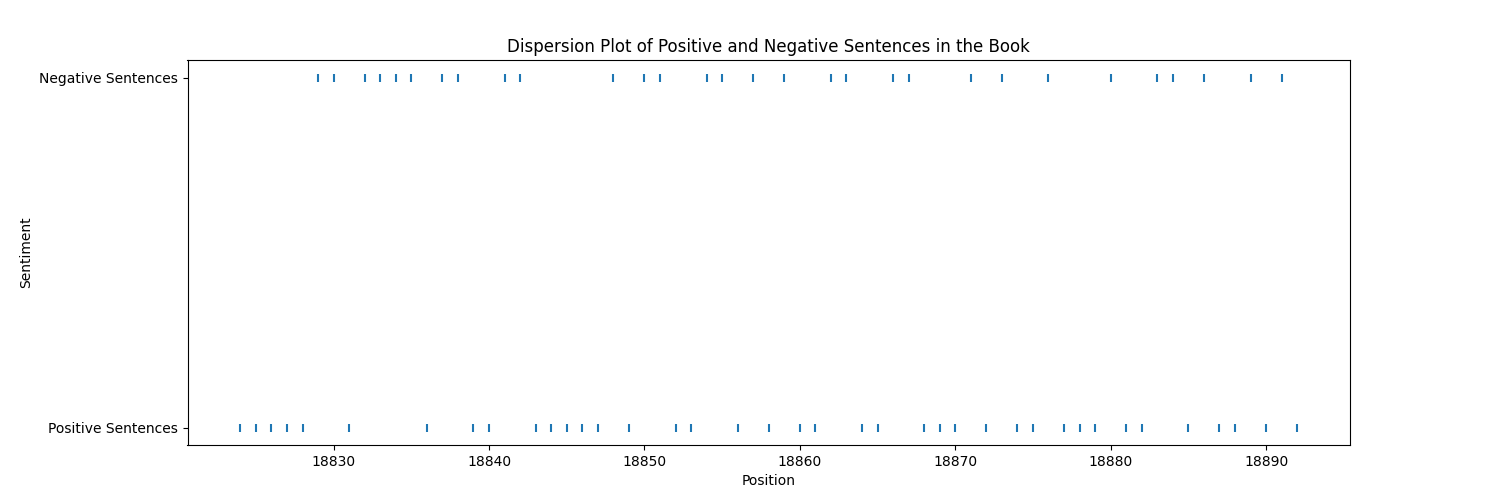 Dispersion Plot of Positive and Negative Sentences in the Book
Negative Sentences
Sentiment
Positive Sentences
18830 18840 18850 18860 18870 18880 18890
Position